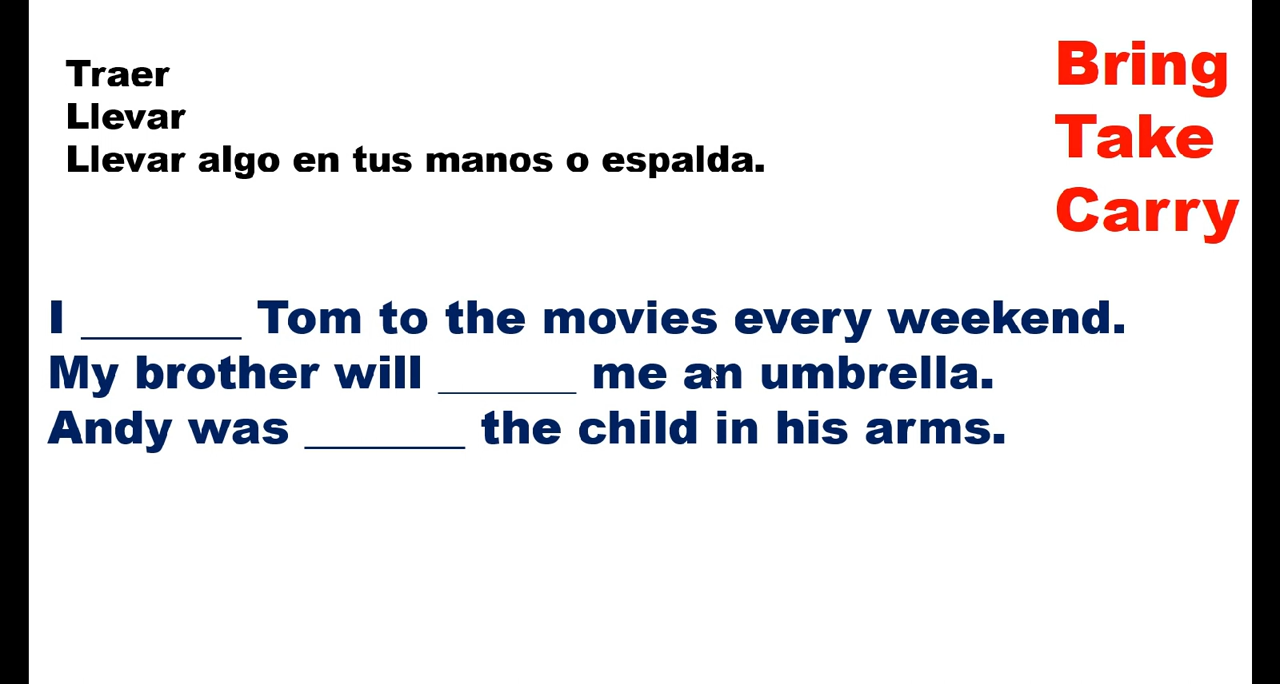 Traer
Llevar
Llevar algo en tus manos o espalda.
Bring
Take
Carry
I _______ Tom to the movies every weekend.
My brother will ______ me an umbrella.
Andy was _______ the child in his arms.